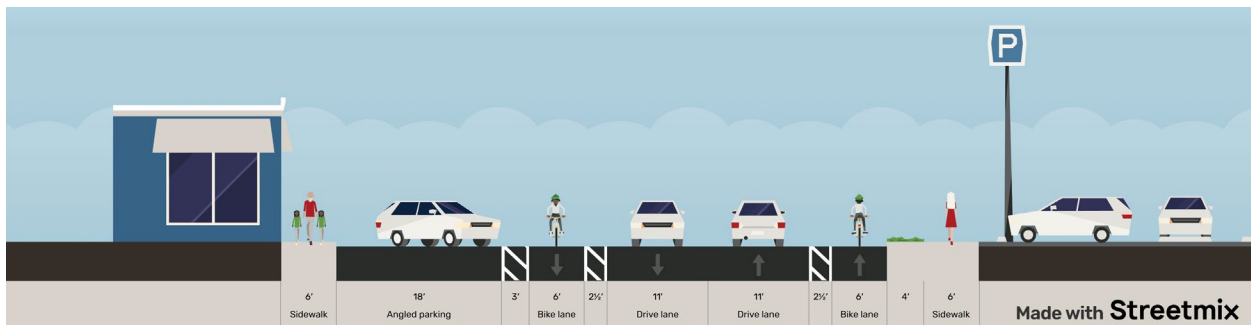 P
6' 18' 3' 6' 2½' 11' 11' 2½' 6' 4' 6'
Sidewalk Angled parking Bike lane Drive lane Drive lane Bike lane Sidewalk
Made with Streetmix